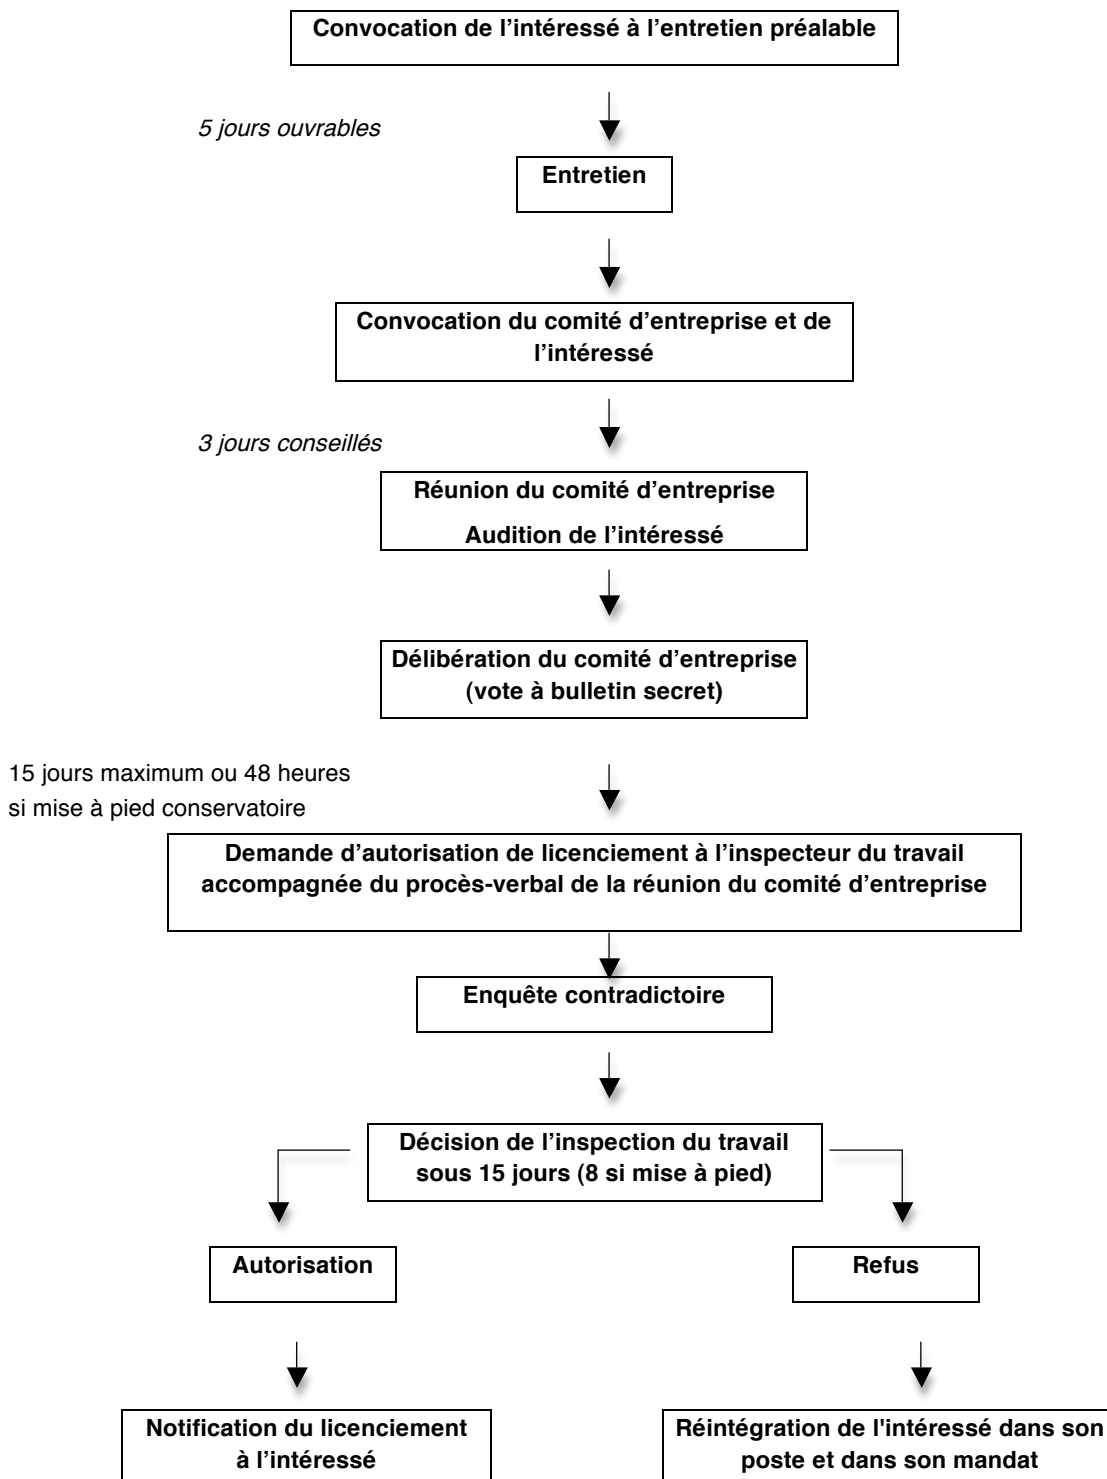 Convocation de l’intéressé à l’entretien préalable
5 jours ouvrables
Entretien
Convocation du comité d’entreprise et de
l’intéressé
3 jours conseillés
Réunion du comité d’entreprise
Audition de l’intéressé
Délibération du comité d’entreprise
(vote à bulletin secret)
15 jours maximum ou 48 heures
si mise à pied conservatoire
Demande d’autorisation de licenciement à l’inspecteur du travail
accompagnée du procès-verbal de la réunion du comité d’entreprise
Enquête contradictoire
Décision de l’inspection du travail
sous 15 jours (8 si mise à pied)
Autorisation
Refus
Notification du licenciement
à l’intéressé
Réintégration de l'intéressé dans son
poste et dans son mandat